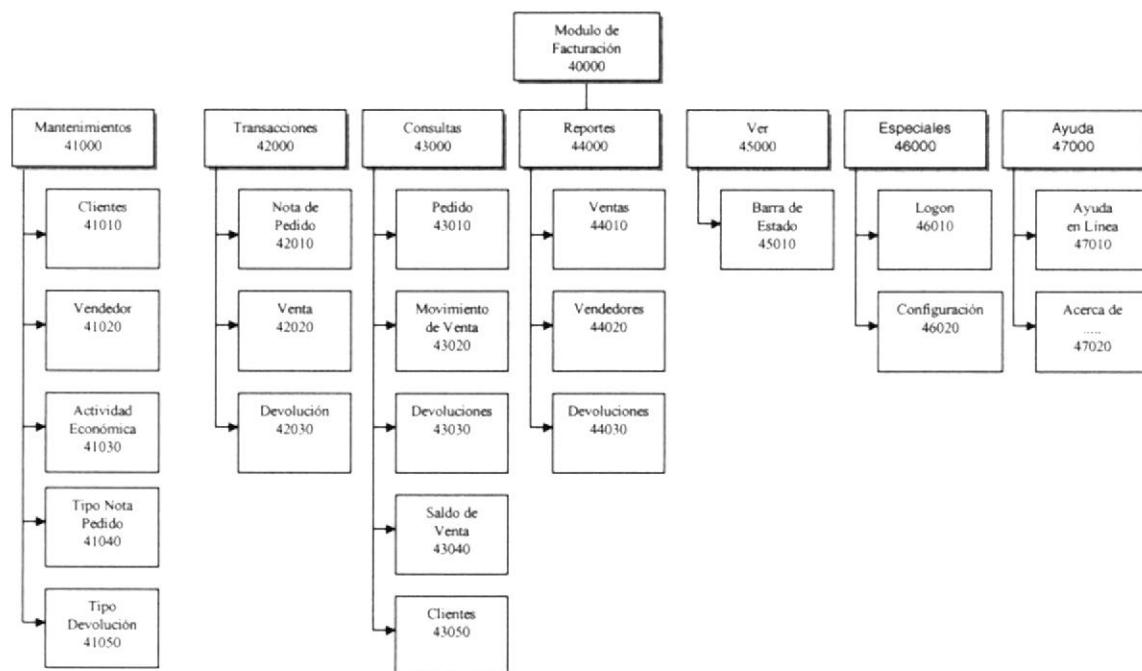 Modulo de
Facturación
40000
Mantenimientos
41000
Transacciones
42000
Consultas
43000
Reportes
44000
Ver
45000
Especiales
46000
Ayuda
47000
Clientes
41010
Nota de
Pedido
42010
Pedido
43010
Ventas
44010
Barra de
Estado
45010
Logon
46010
Ayuda
en Línea
47010
Vendedor
41020
Venta
42020
Movimiento
de Venta
43020
Vendedores
44020
Configuración
46020
Acerca de
.....
47020
Actividad
Económica
41030
Devolución
42030
Devoluciones
43030
Devoluciones
44030
Tipo Nota
Pedido
41040
Saldo de
Venta
43040
Tipo
Devolución
41050
Clientes
43050